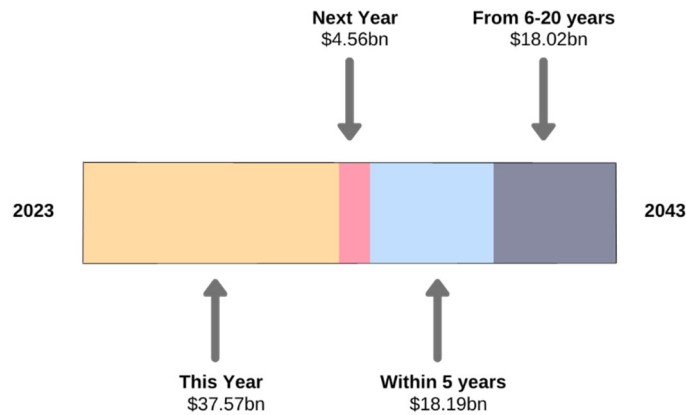 Next Year
$4.56bn
From 6-20 years
$18.02bn
2023
2043
This Year
$37.57bn
Within 5 years
$18.19bn